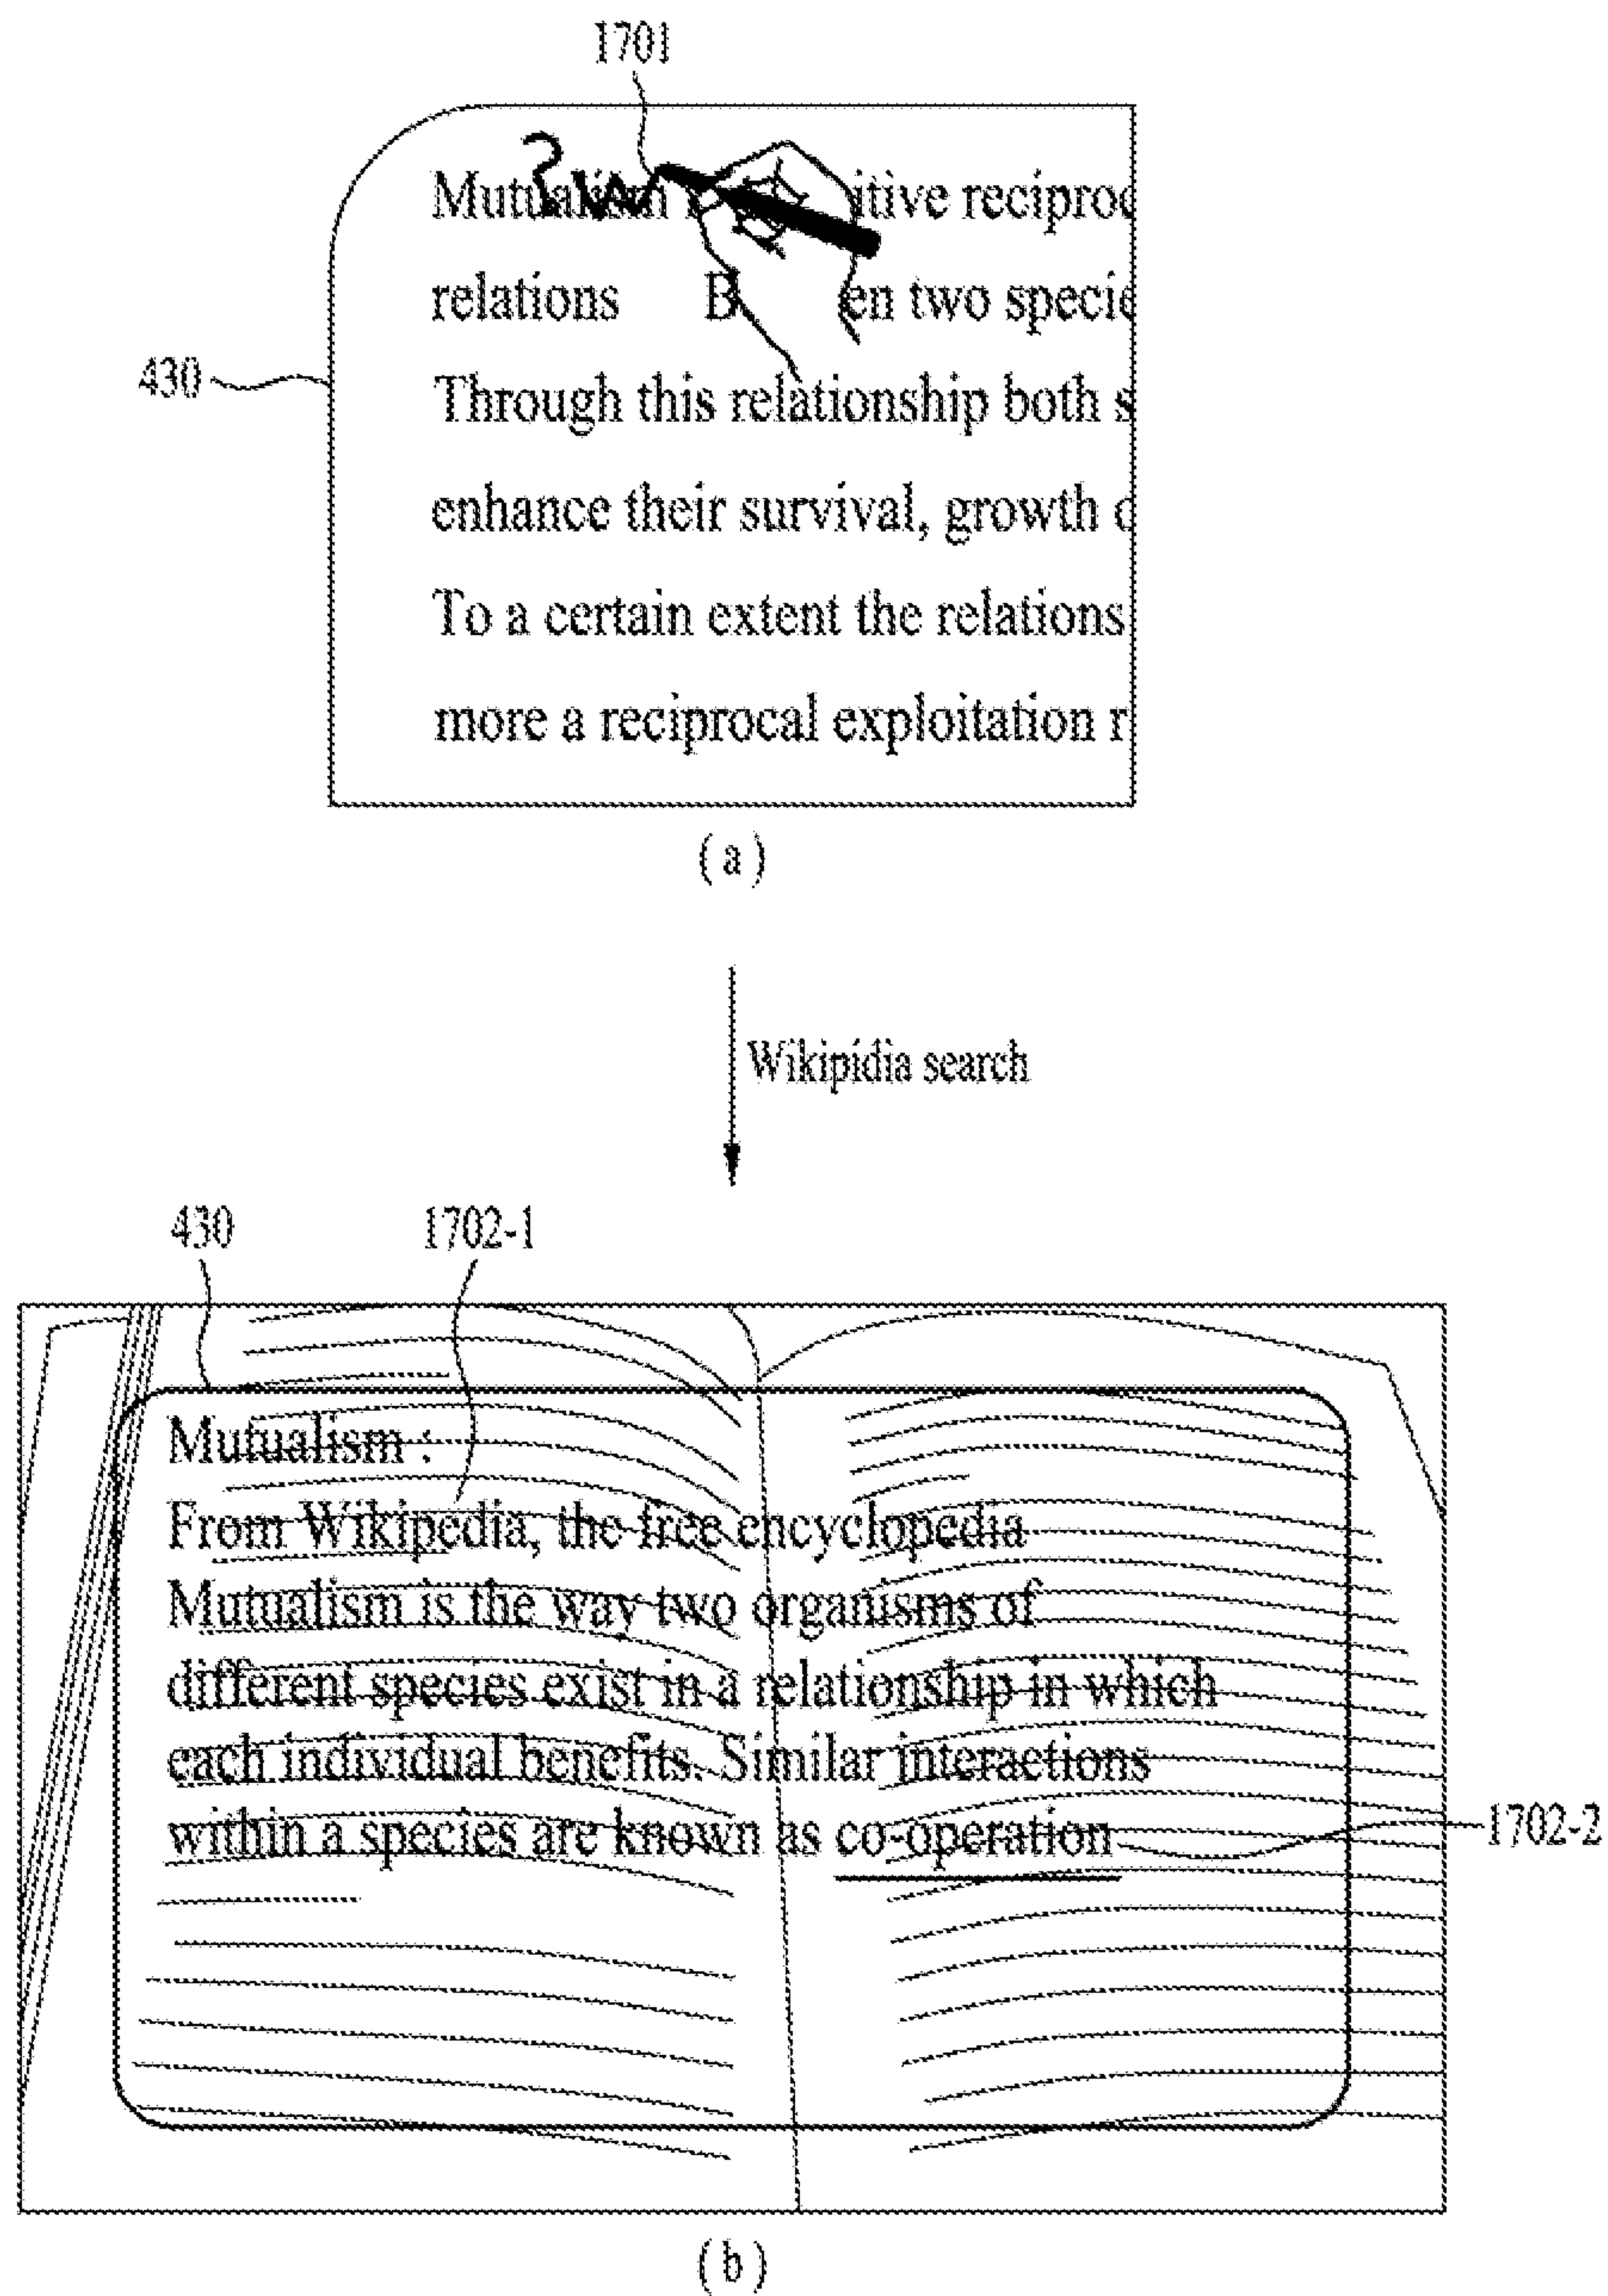 1701
? w
Mutualism itive reciproc
relations B en two specie
430
Through this relationship both s
enhance their survival, growth o
To a certain extent the relations
more a reciprocal exploitation r
(a)
Wikipidia search
430 1702-1
Mutualism :
From Wikipedia, the free encyclopedia
Mutualism is the way two organisms of
different species exist in a relationship in which
each individual benefits. Similar interactions
within a species are known as co-operation
1702-2
(b)